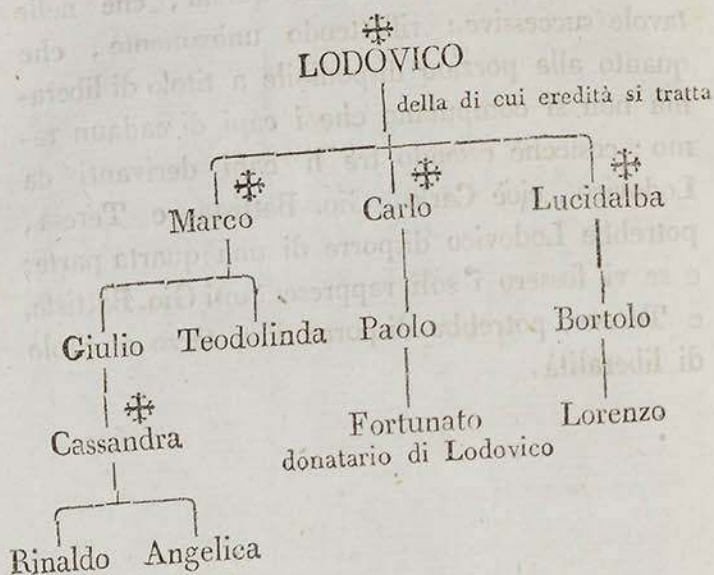 LODOVICO
della di cui eredità si tratta
Marco Carlo Lucidalba
Giulio Teodolinda Paolo Bortolo
Cassandra Fortunato Lorenzo
donatario di Lodovico
Rinaldo Angelica